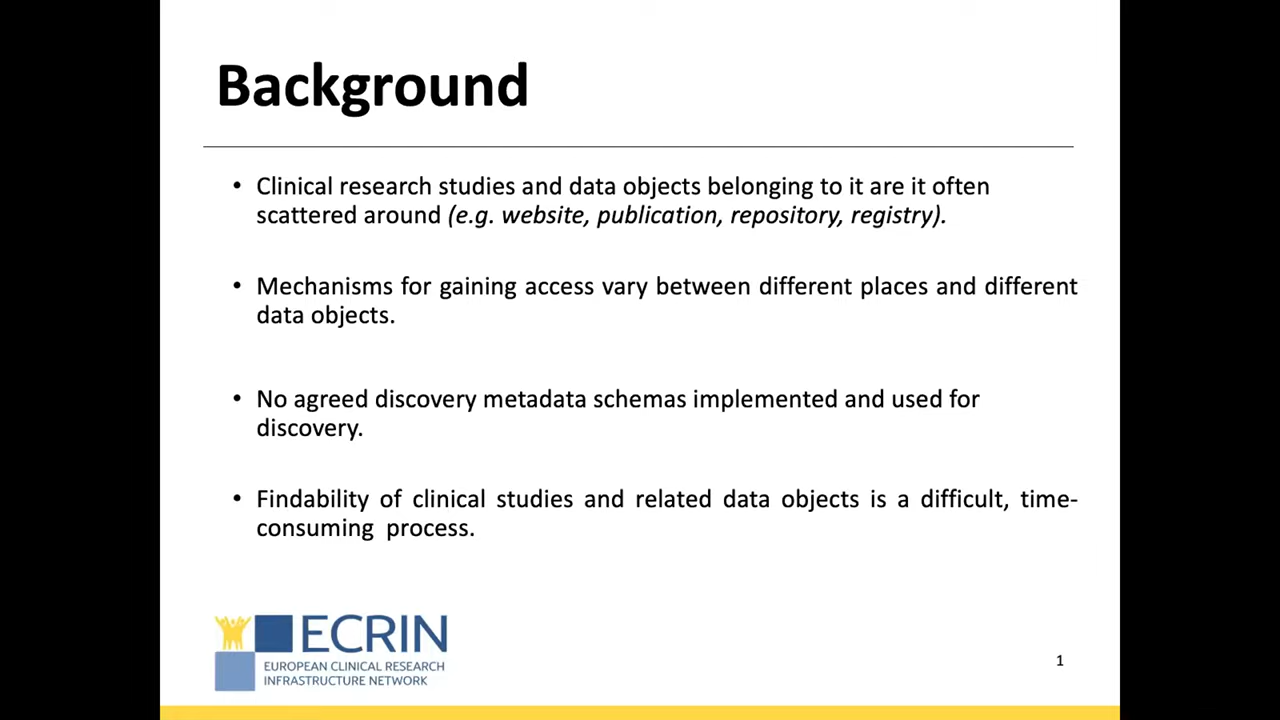 Background
• Clinical research studies and data objects belonging to it are it often
scattered around (e.g. website, publication, repository, registry).
• Mechanisms for gaining access vary between different places and different
data objects.
• No agreed discovery metadata schemas implemented and used for
discovery.
• Findability of clinical studies and related data objects is a difficult, time-
consuming process.
ECRIN
EUROPEAN CLINICAL RESEARCH
INFRASTRUCTURE NETWORK
1